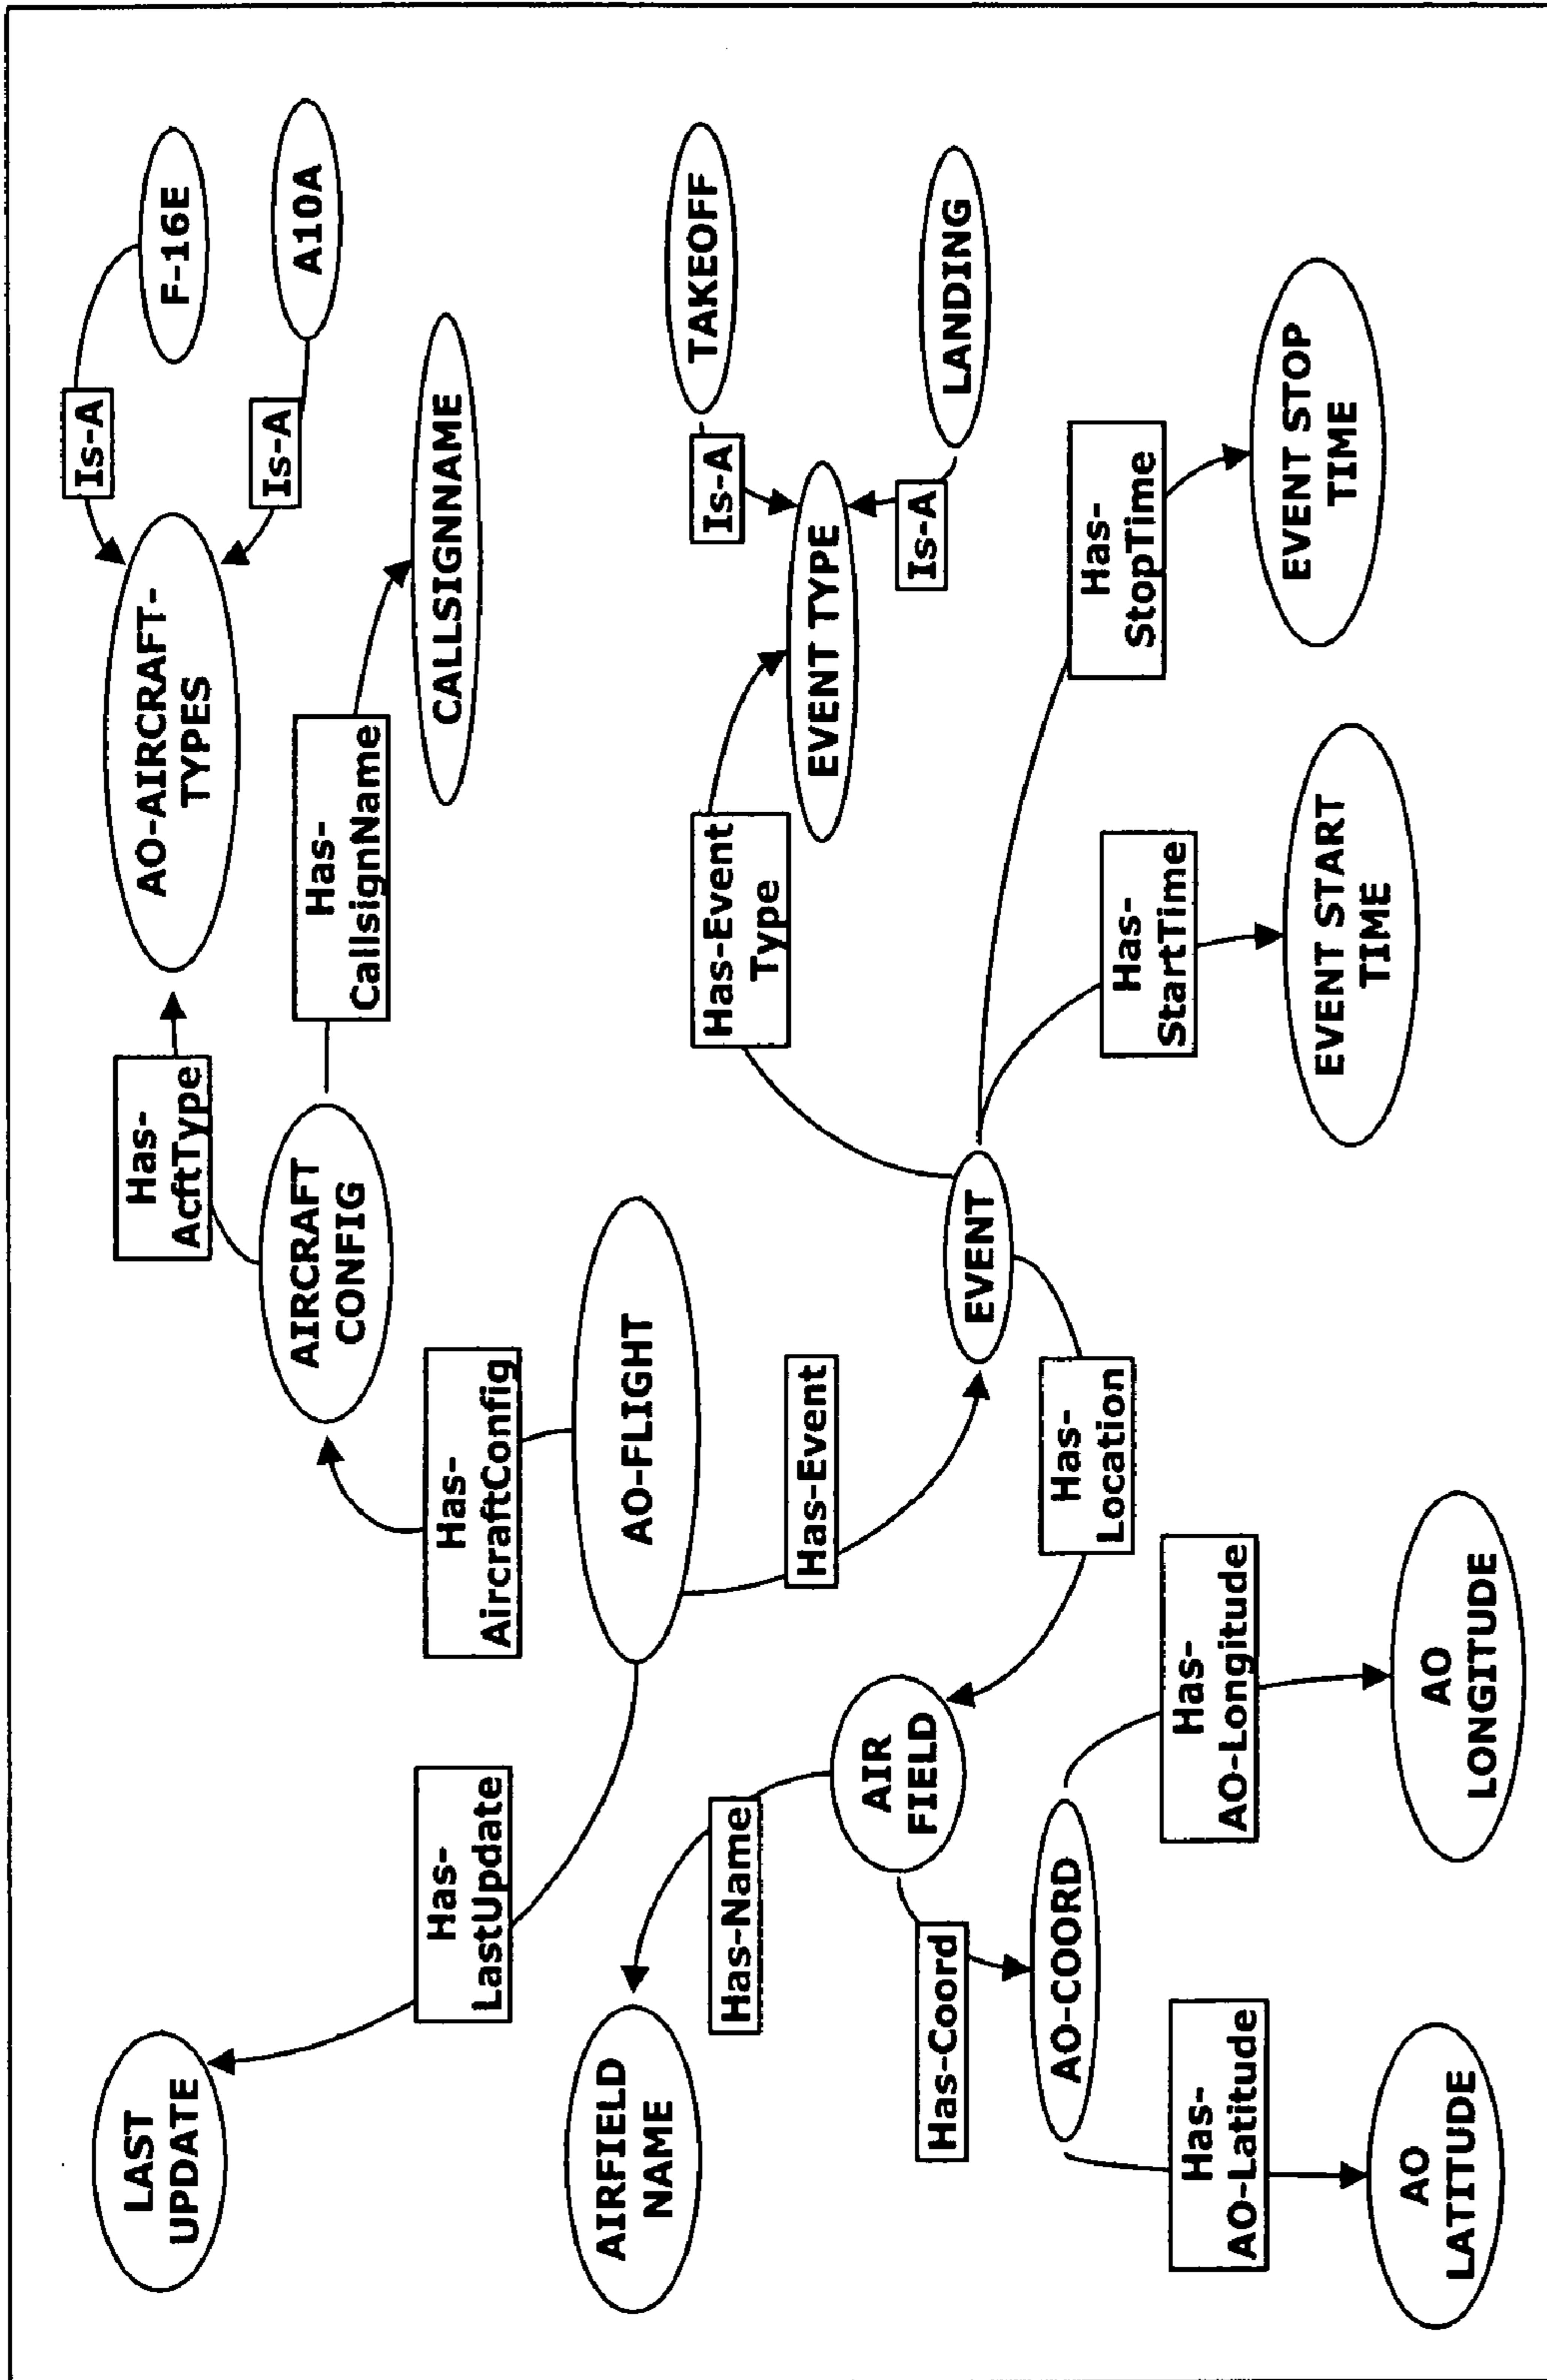 LAST
UPDATE
Has-
LastUpdate
Has-
AircraftConfig
AIRCRAFT
CONFIG
Has-
AcftType
AO-AIRCRAFT-
TYPES
Is-A
F-16E
Is-A
A10A
Has-
CallsignName
CALLSIGNNAME
AO-FLIGHT
AIRFIELD
NAME
Has-Name
AIR
FIELD
Has-Event
EVENT
Has-Event
Type
EVENT TYPE
Is-A
TAKEOFF
Is-A
LANDING
Has-Coord
AO-COORD
Has-
Location
Has-
StartTime
Has-
StopTime
Has-
AO-Latitude
Has-
AO-Longitude
AO
LATITUDE
AO
LONGITUDE
EVENT START
TIME
EVENT STOP
TIME